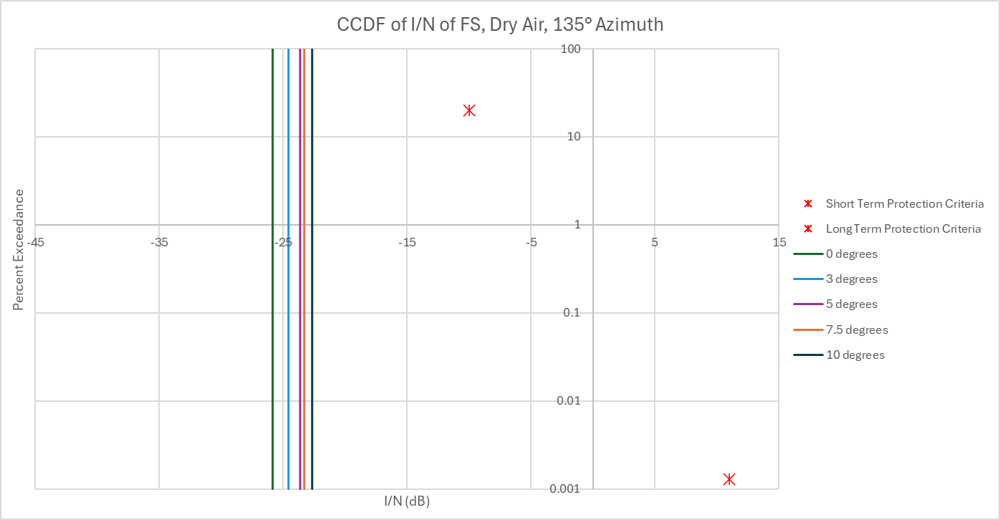 CCDF of I/N of FS, Dry Air, 135° Azimuth
100
10
1
0.1
0.01
0.001
-45
-35
-25
-15
-5
5
15
Percent Exceedance
I/N (dB)
Short Term Protection Criteria
Long Term Protection Criteria
0 degrees
3 degrees
5 degrees
7.5 degrees
10 degrees